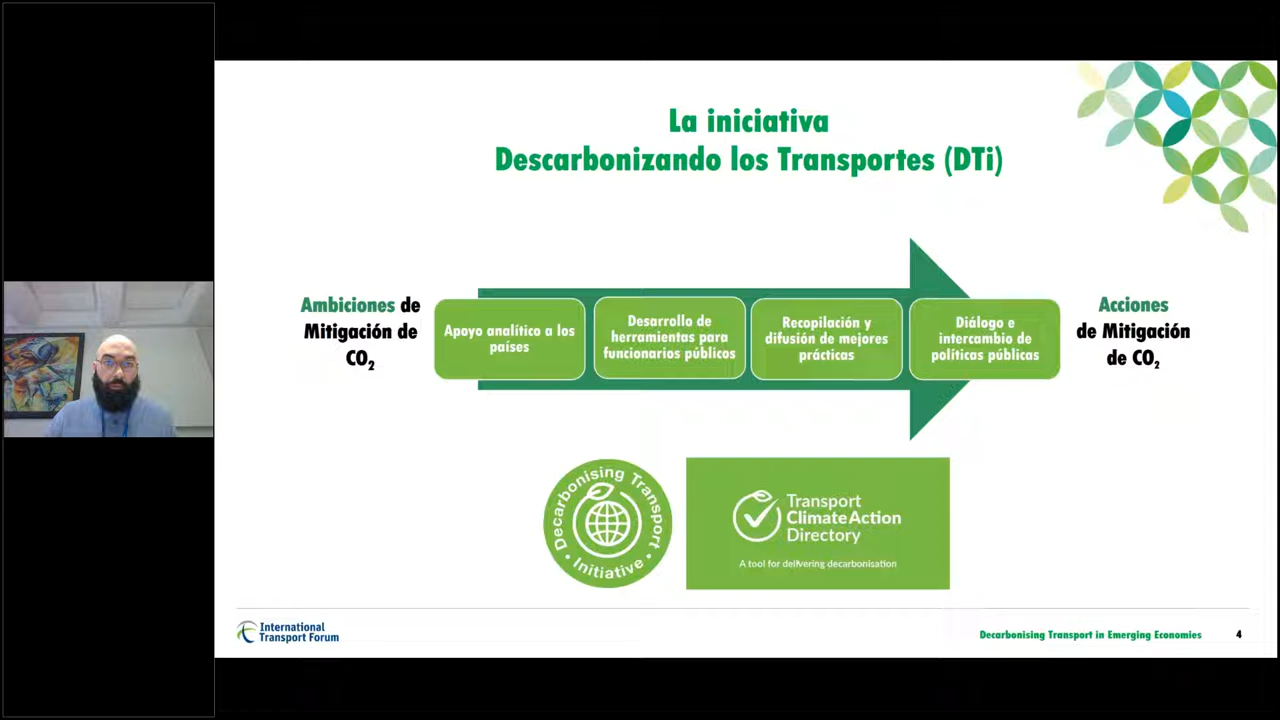 La iniciativa
Descarbonizando los Transportes (DTi)
Ambiciones de
Mitigación de
CO₂
Apoyo analítico a los
países
Desarrollo de
herramientas para
funcionarios públicos
Recopilación y
difusión de mejores
prácticas
Diálogo e
intercambio de
políticas públicas
Acciones
de Mitigación
de CO₂
Decarbonising Transport
• Initiative •
Transport
ClimateAction
Directory
A tool for delivering decarbonisation
International
Transport Forum
Decarbonising Transport in Emerging Economies
4